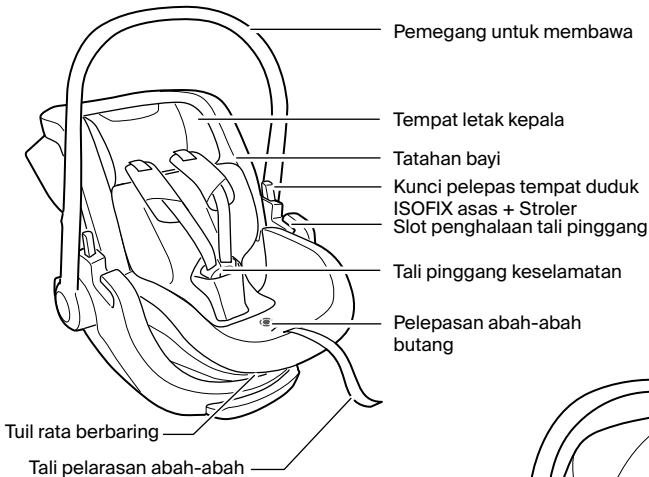 Pemegang untuk membawa
Tempat letak kepala
Tatahan bayi
Kunci pelepas tempat duduk
ISOFIX asas + Stroler
Slot penghalaan tali pinggang
Tali pinggang keselamatan
Pelepasan abah-abah
butang
Tuil rata berbaring
Tali pelarasan abah-abah